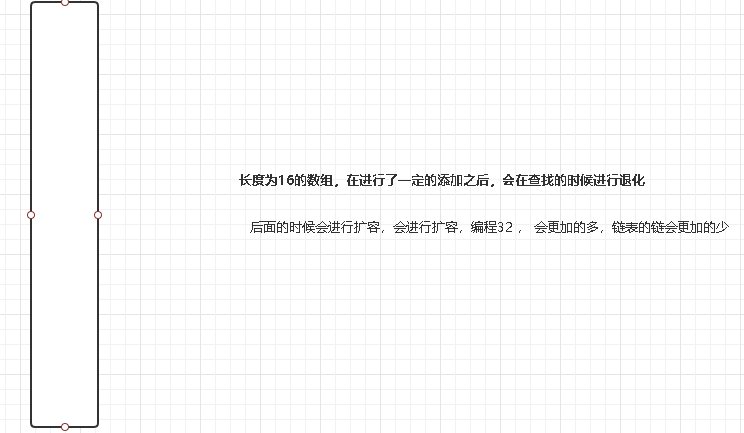 长度为16的数组，在进行了一定的添加之后，会在查找的时候进行退化
后面的时候会进行扩容，会进行扩容，编程32 ， 会更加的多，链表的链会更加的少